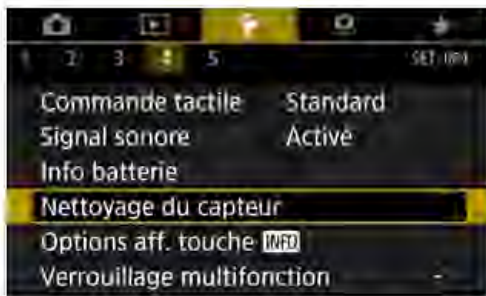 1 2 3 4 5 SET UP4
Commande tactile Standard
Signal sonore Activé
Info batterie
Nettoyage du capteur
Options aff. touche INFO
Verrouillage multifonction -